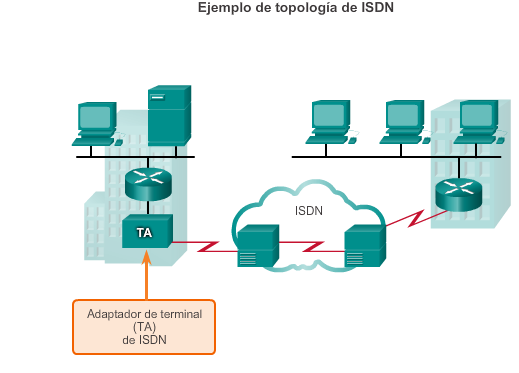 Ejemplo de topología de ISDN
ISDN
TA
Adaptador de terminal
(TA)
de ISDN